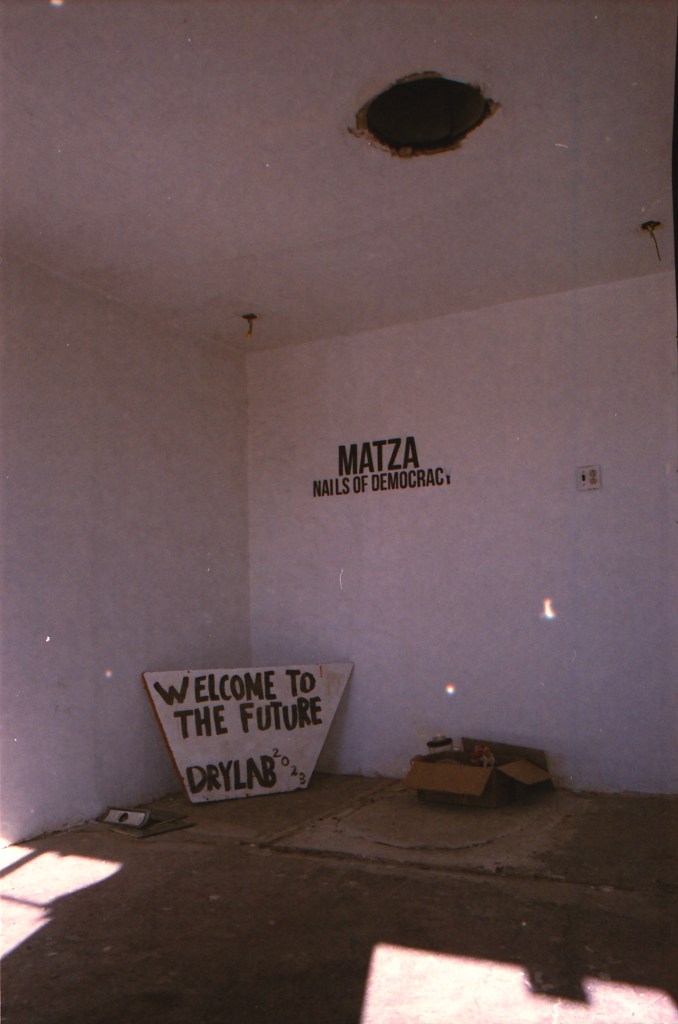 MATZA
NAILS OF DEMOCRACY
WELCOME TO
THE FUTURE
DRYLAB 2023